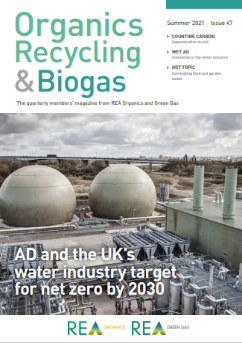 Organics
Recycling
& Biogas
The quarterly members' magazine from REA Organics and Green Gas
Summer 2021 Issue 47
COUNTING CARBON
Sequestration to soil
WET AD
Innovation in the water industry
HOT TOPIC
Comingling food and garden
waste
AD and the UK's
water industry target
for net zero by 2030
REA ORGANICS
REA GREEN GAS